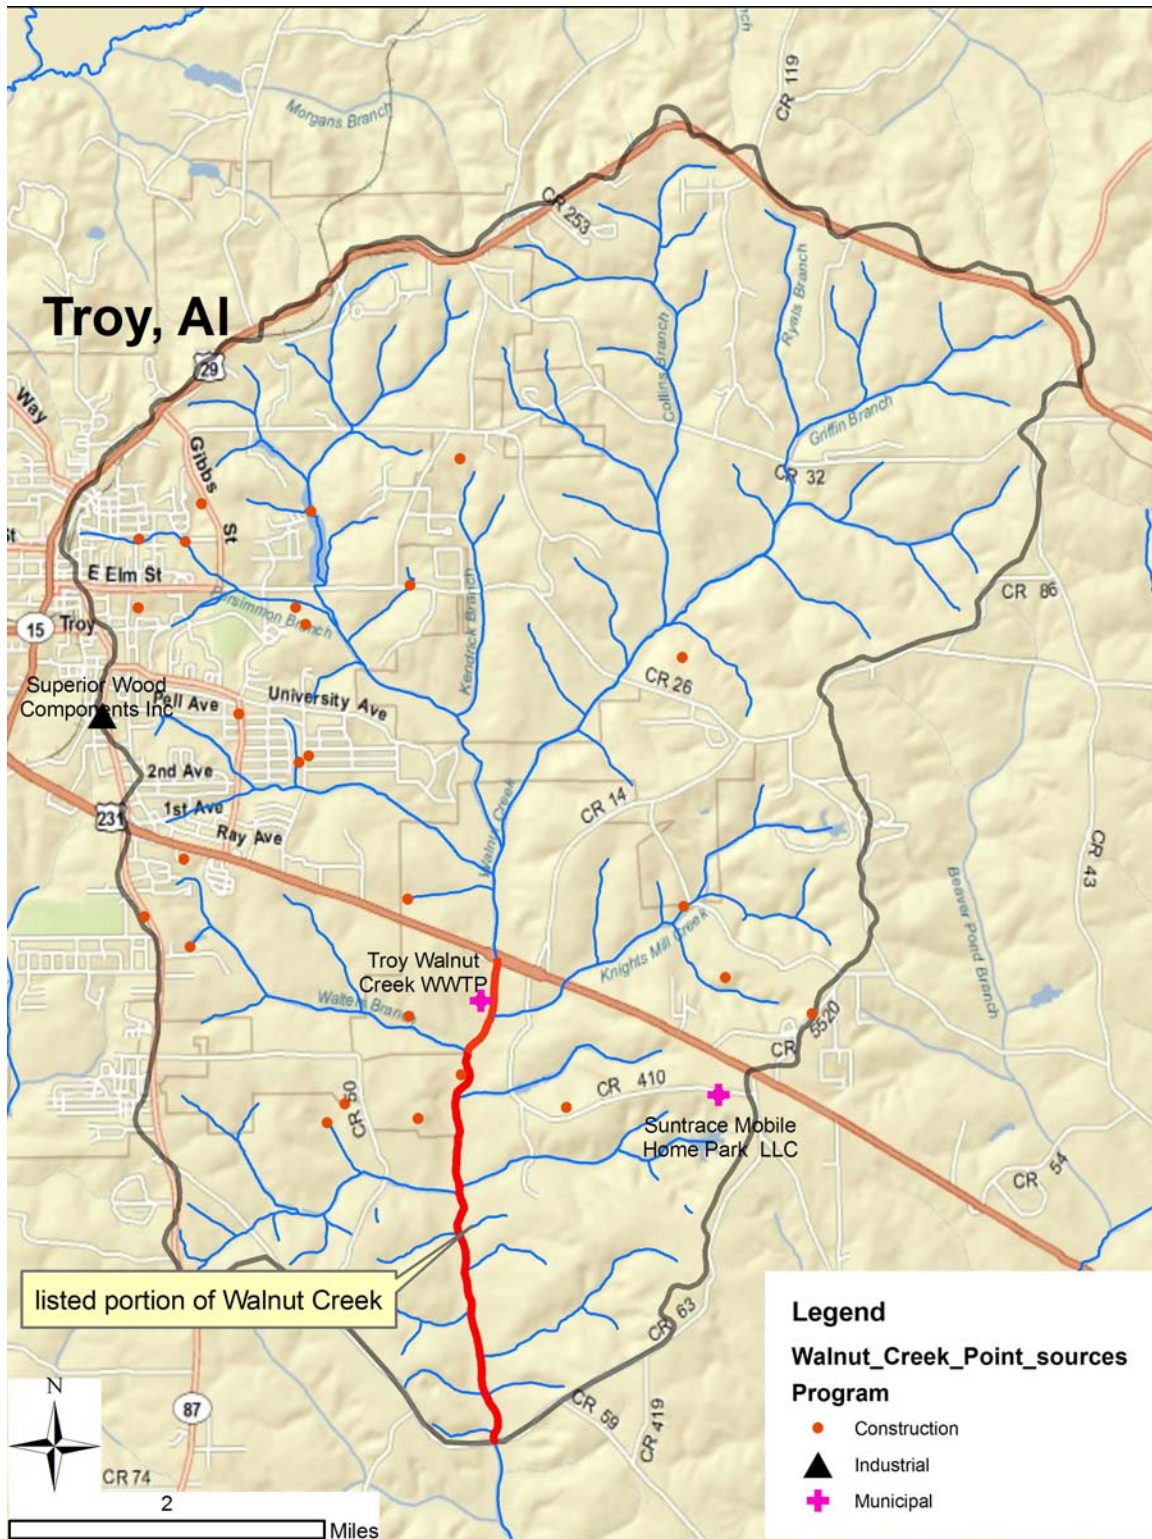 CR 119
Morgans Branch
CR 253
Troy, Al
Ryals Branch
Collins Branch
29
Way
Griffin Branch
Gibbs
St
CR 32
St
E Elm St
Kendrick Branch
CR 86
Persimmon Branch
15
Troy
CR 26
Superior Wood
Components Inc
Pell Ave
University Ave
2nd Ave
1st Ave
CR 14
231
Ray Ave
Walnut Creek
CR 43
Beaver Pond Branch
Knights Mill Creek
Troy Walnut
Creek WWTP
Walters Branch
CR 5520
CR 410
CR 50
Suntrace Mobile
Home Park LLC
CR 54
listed portion of Walnut Creek
CR 63
Legend
Walnut_Creek_Point_sources
Program
Construction
Industrial
Municipal
N
87
CR 59
CR 419
CR 74
2
Miles